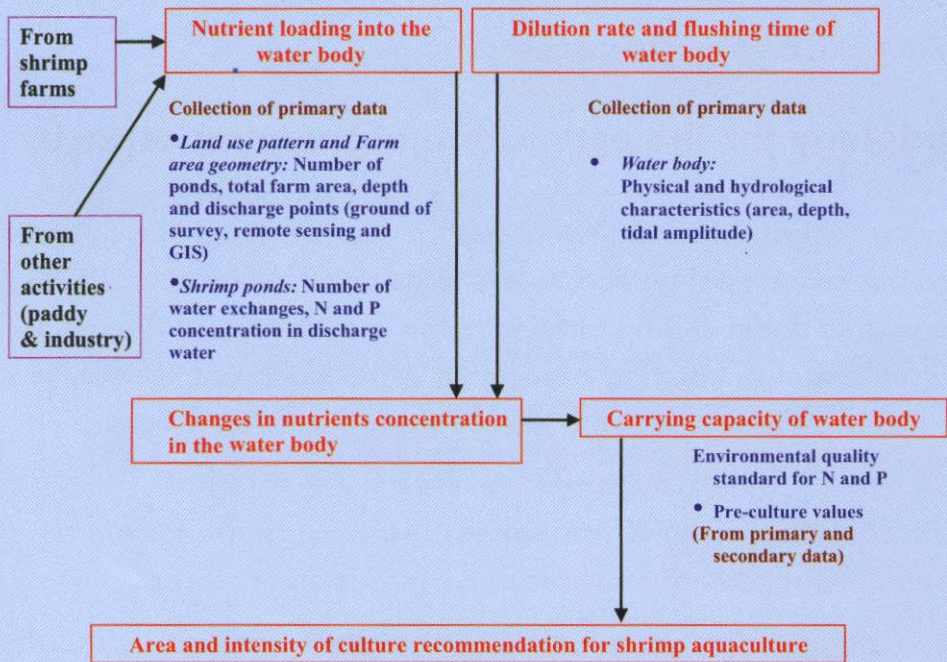 From
shrimp
farms
Nutrient loading into the
water body
Dilution rate and flushing time of
water body
Collection of primary data
•Land use pattern and Farm
area geometry: Number of
ponds, total farm area, depth
and discharge points (ground of
survey, remote sensing and
GIS)
•Shrimp ponds: Number of
water exchanges, N and P
concentration in discharge
water
Collection of primary data
• Water body:
Physical and hydrological
characteristics (area, depth,
tidal amplitude)
From
other
activities
(paddy
& industry)
Changes in nutrients concentration
in the water body
Carrying capacity of water body
Environmental quality
standard for N and P
• Pre-culture values
(From primary and
secondary data)
Area and intensity of culture recommendation for shrimp aquaculture